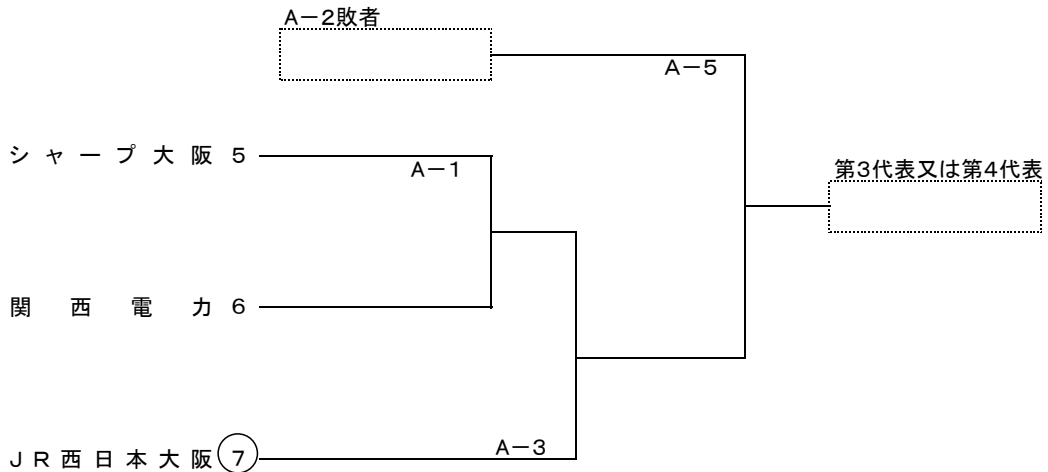 A－2敗者
A－5
シャープ大阪 5
A－1
第3代表又は第4代表
関西電力 6
JR西日本大阪 7
A－3